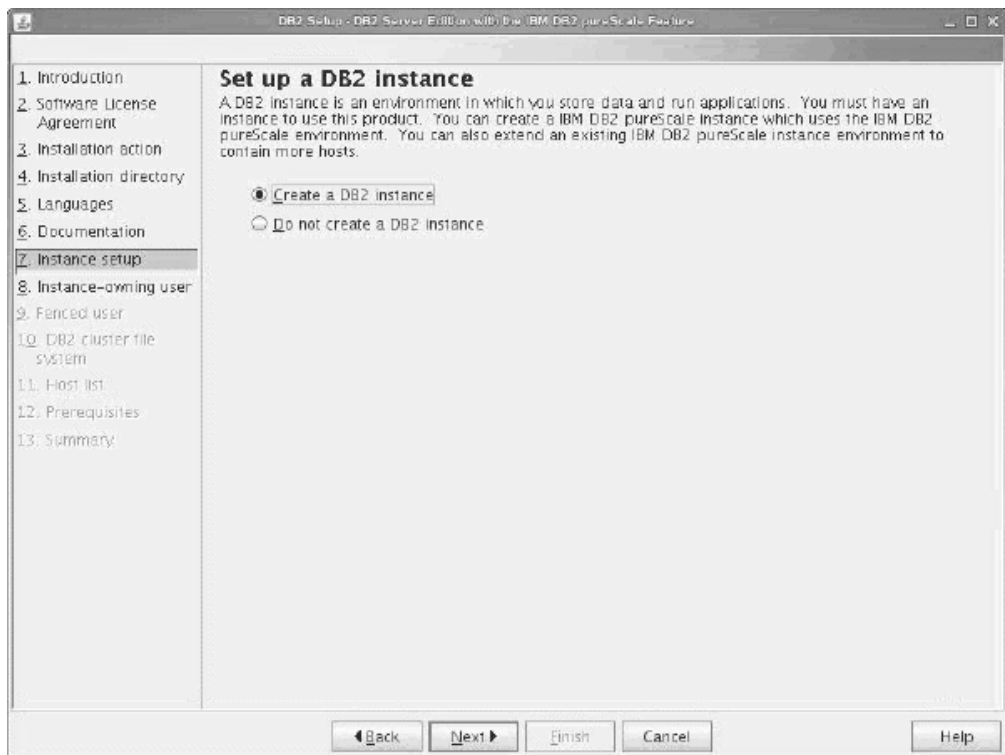 DB2 Setup - DB2 Server Edition with the IBM DB2 pureScale Feature
1. Introduction
2. Software License
Agreement
3. Installation action
4. Installation directory
5. Languages
6. Documentation
7. Instance setup
8. Instance-owning user
9. Fenced user
10. DB2 cluster file
system
11. Host list
12. Prerequisites
13. Summary
Set up a DB2 instance
A DB2 instance is an environment in which you store data and run applications. You must have an
instance to use this product. You can create a IBM DB2 pureScale instance which uses the IBM DB2
pureScale environment. You can also extend an existing IBM DB2 pureScale instance environment to
contain more hosts.
Create a DB2 instance
Do not create a DB2 instance
Back
Next
Finish
Cancel
Help